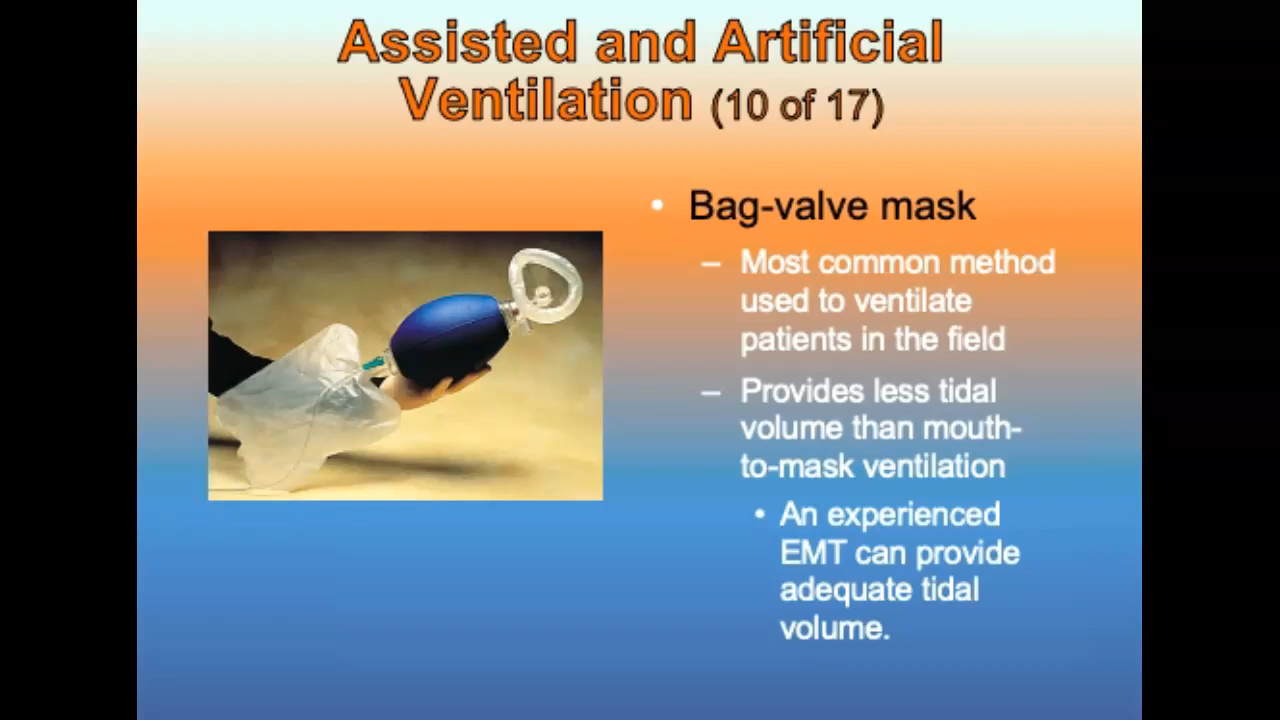 Assisted and Artificial
Ventilation (10 of 17)
• Bag-valve mask
– Most common method
used to ventilate
patients in the field
– Provides less tidal
volume than mouth-
to-mask ventilation
• An experienced
EMT can provide
adequate tidal
volume.